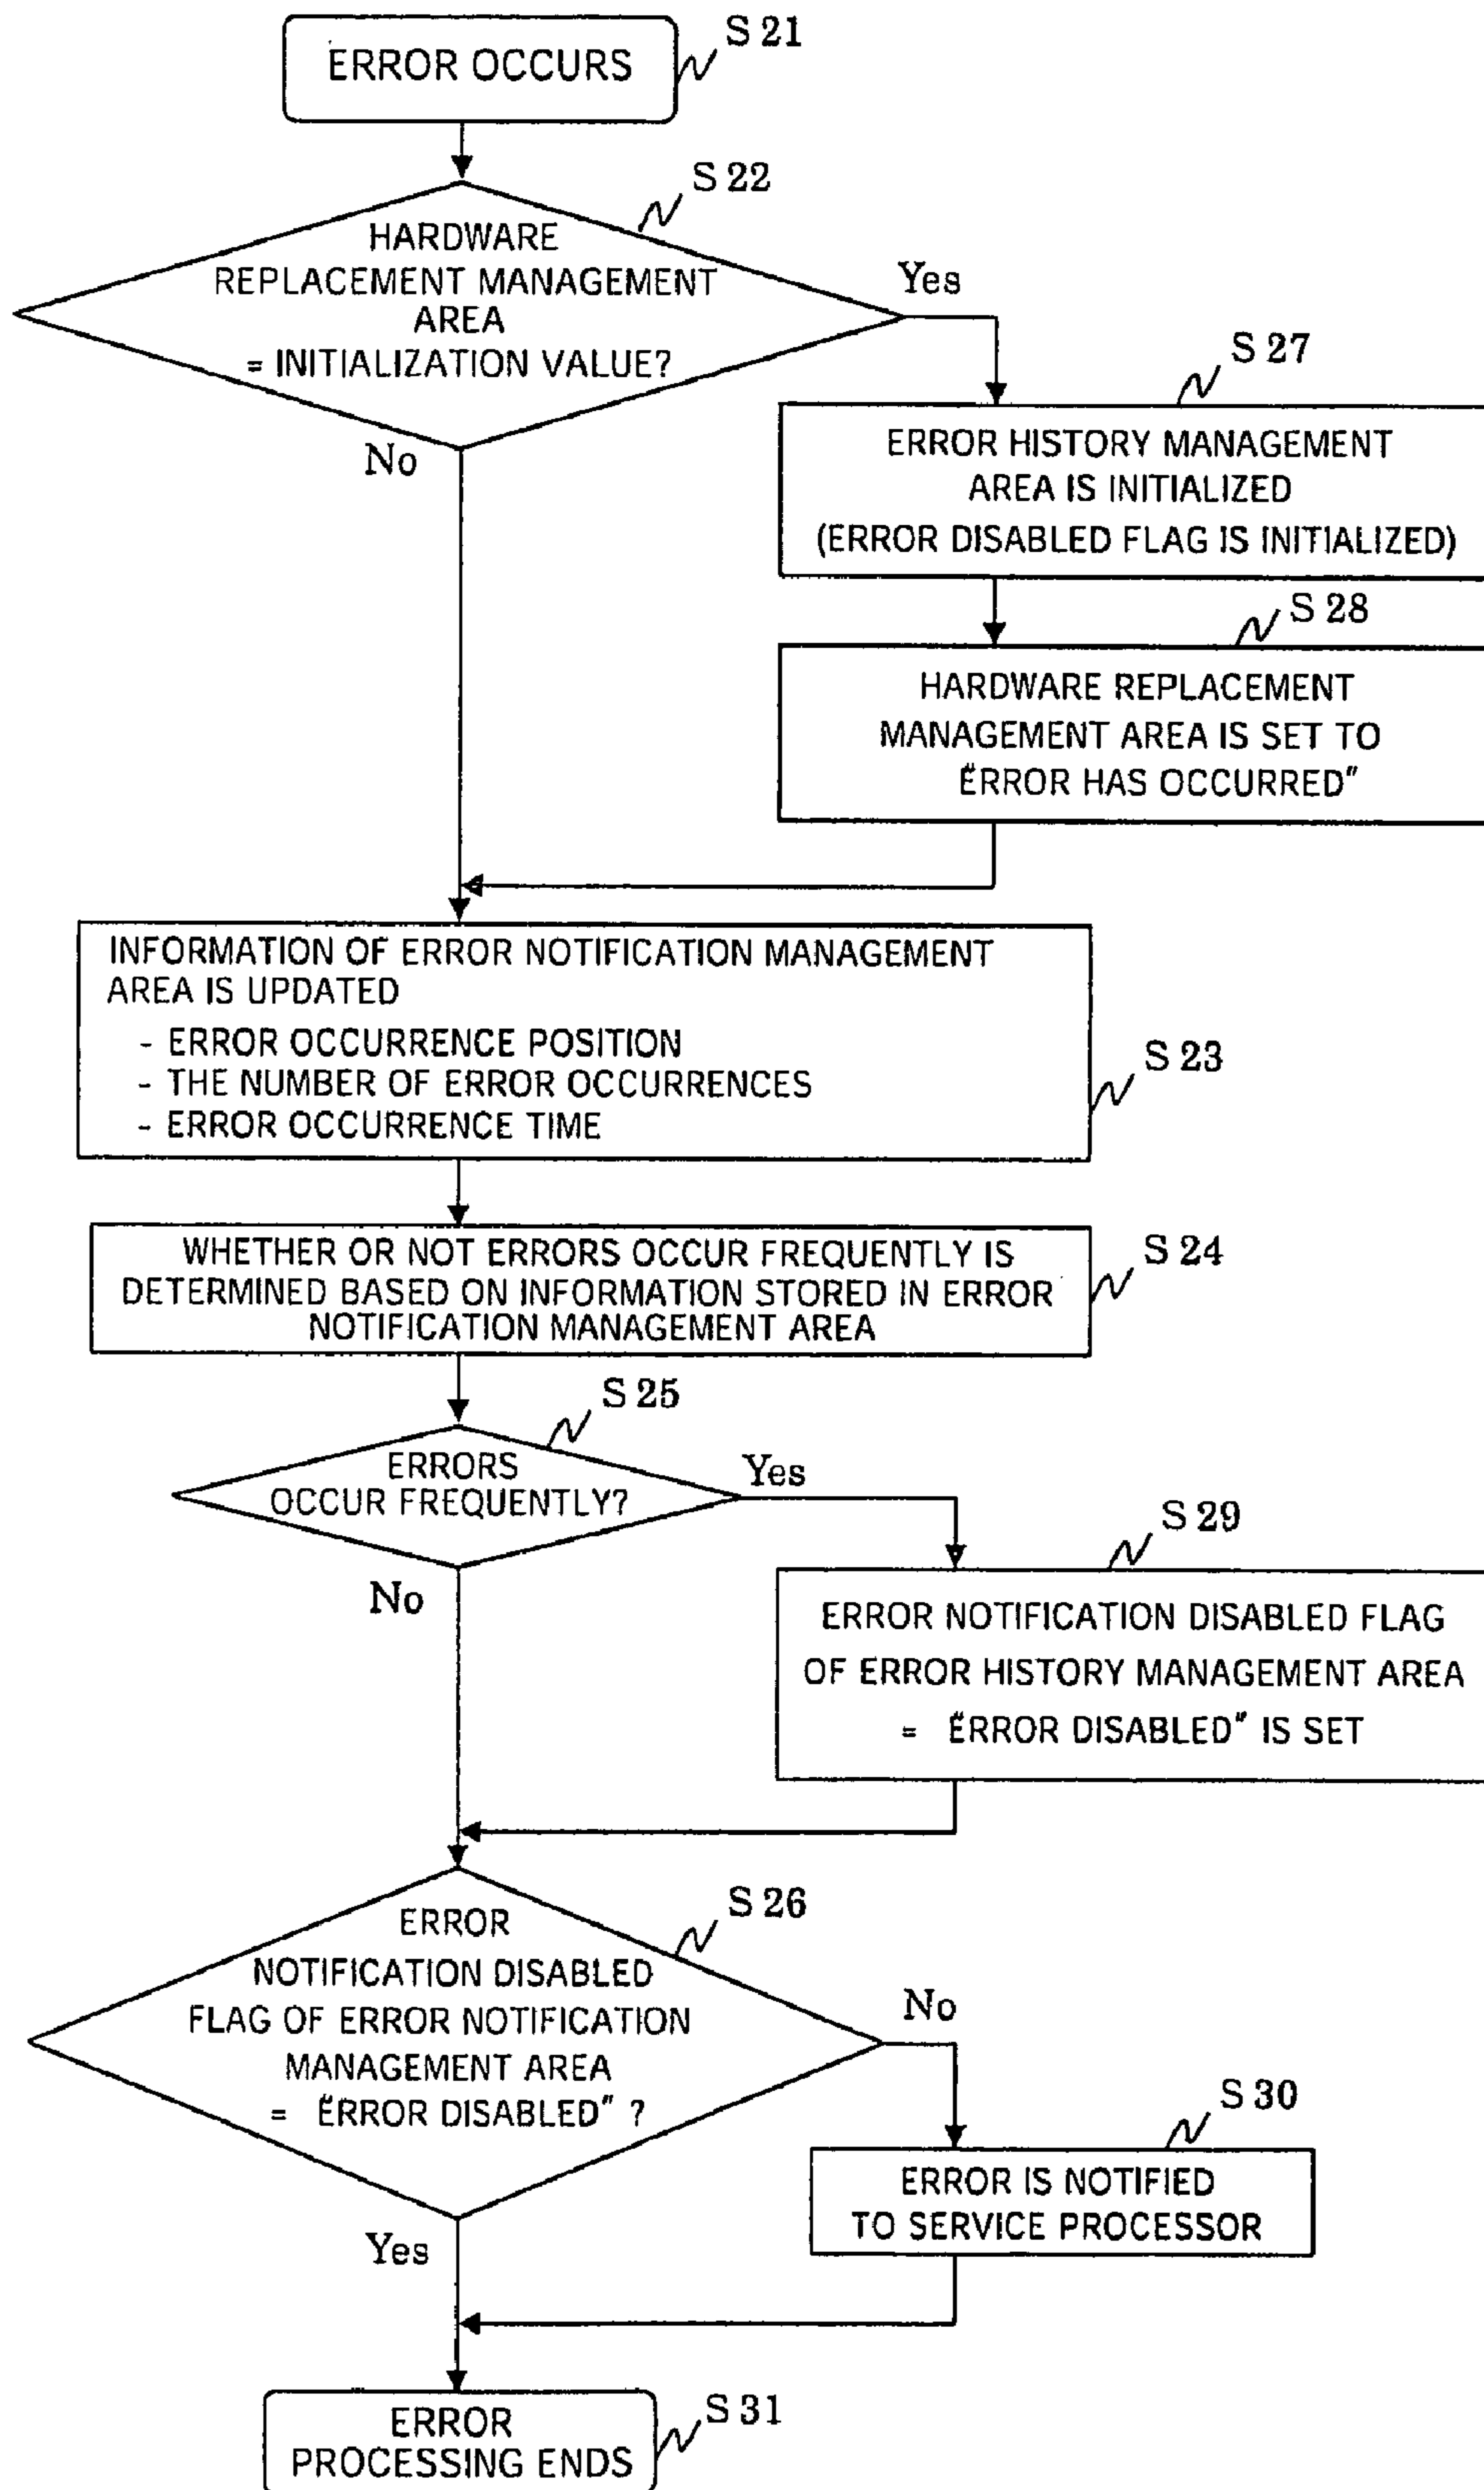 ERROR OCCURS
S 21
S 22
HARDWARE
REPLACEMENT MANAGEMENT
AREA
= INITIALIZATION VALUE?
Yes
No
S 27
ERROR HISTORY MANAGEMENT
AREA IS INITIALIZED
(ERROR DISABLED FLAG IS INITIALIZED)
S 28
HARDWARE REPLACEMENT
MANAGEMENT AREA IS SET TO
“ERROR HAS OCCURRED”
INFORMATION OF ERROR NOTIFICATION MANAGEMENT
AREA IS UPDATED
- ERROR OCCURRENCE POSITION
- THE NUMBER OF ERROR OCCURRENCES
- ERROR OCCURRENCE TIME
S 23
WHETHER OR NOT ERRORS OCCUR FREQUENTLY IS
DETERMINED BASED ON INFORMATION STORED IN ERROR
NOTIFICATION MANAGEMENT AREA
S 24
S 25
ERRORS
OCCUR FREQUENTLY?
Yes
No
S 29
ERROR NOTIFICATION DISABLED FLAG
OF ERROR HISTORY MANAGEMENT AREA
= “ERROR DISABLED” IS SET
S 26
ERROR
NOTIFICATION DISABLED
FLAG OF ERROR NOTIFICATION
MANAGEMENT AREA
= “ERROR DISABLED” ?
No
Yes
S 30
ERROR IS NOTIFIED
TO SERVICE PROCESSOR
ERROR
PROCESSING ENDS
S 31